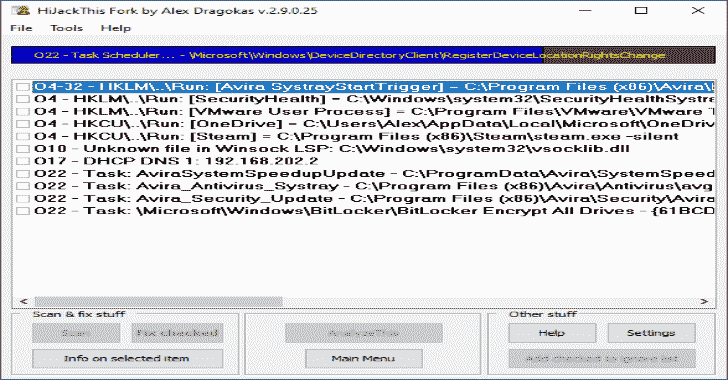 HiJackThis Fork by Alex Dragokas v.2.9.0.25
File Tools Help
O22 - Task Scheduler... - \Microsoft\Windows\DeviceDirectoryClient\RegisterDeviceLocationRightsChange
O4-32 - HKLM\..\Run: [Avira SystrayStartTrigger] = C:\Program Files (x86)\Avira\
O4 - HKLM\..\Run: [SecurityHealth] = C:\Windows\system32\SecurityHealthSystra
O4 - HKLM\..\Run: [VMware User Process] = C:\Program Files\VMware\VMware T
O4 - HKCU\..\Run: [OneDrive] = C:\Users\Alex\AppData\Local\Microsoft\OneDriv
O4 - HKCU\..\Run: [Steam] = C:\Program Files (x86)\Steam\steam.exe -silent
O10 - Unknown file in Winsock LSP: C:\Windows\system32\vsocklib.dll
O17 - DHCP DNS 1: 192.168.202.2
O22 - Task: AviraSystemSpeedupUpdate - C:\ProgramData\Avira\SystemSpeed
O22 - Task: Avira_Antivirus_Systray - C:\Program Files (x86)\Avira\Antivirus\avg
O22 - Task: Avira_Security_Update - C:\Program Files (x86)\Avira\Security\Avira
O22 - Task: \Microsoft\Windows\BitLocker\BitLocker Encrypt All Drives - {61BCD
Scan & fix stuff
Other stuff
Scan Fix checked AnalyzeThis Help Settings
Info on selected item Main Menu Add checked to ignore list